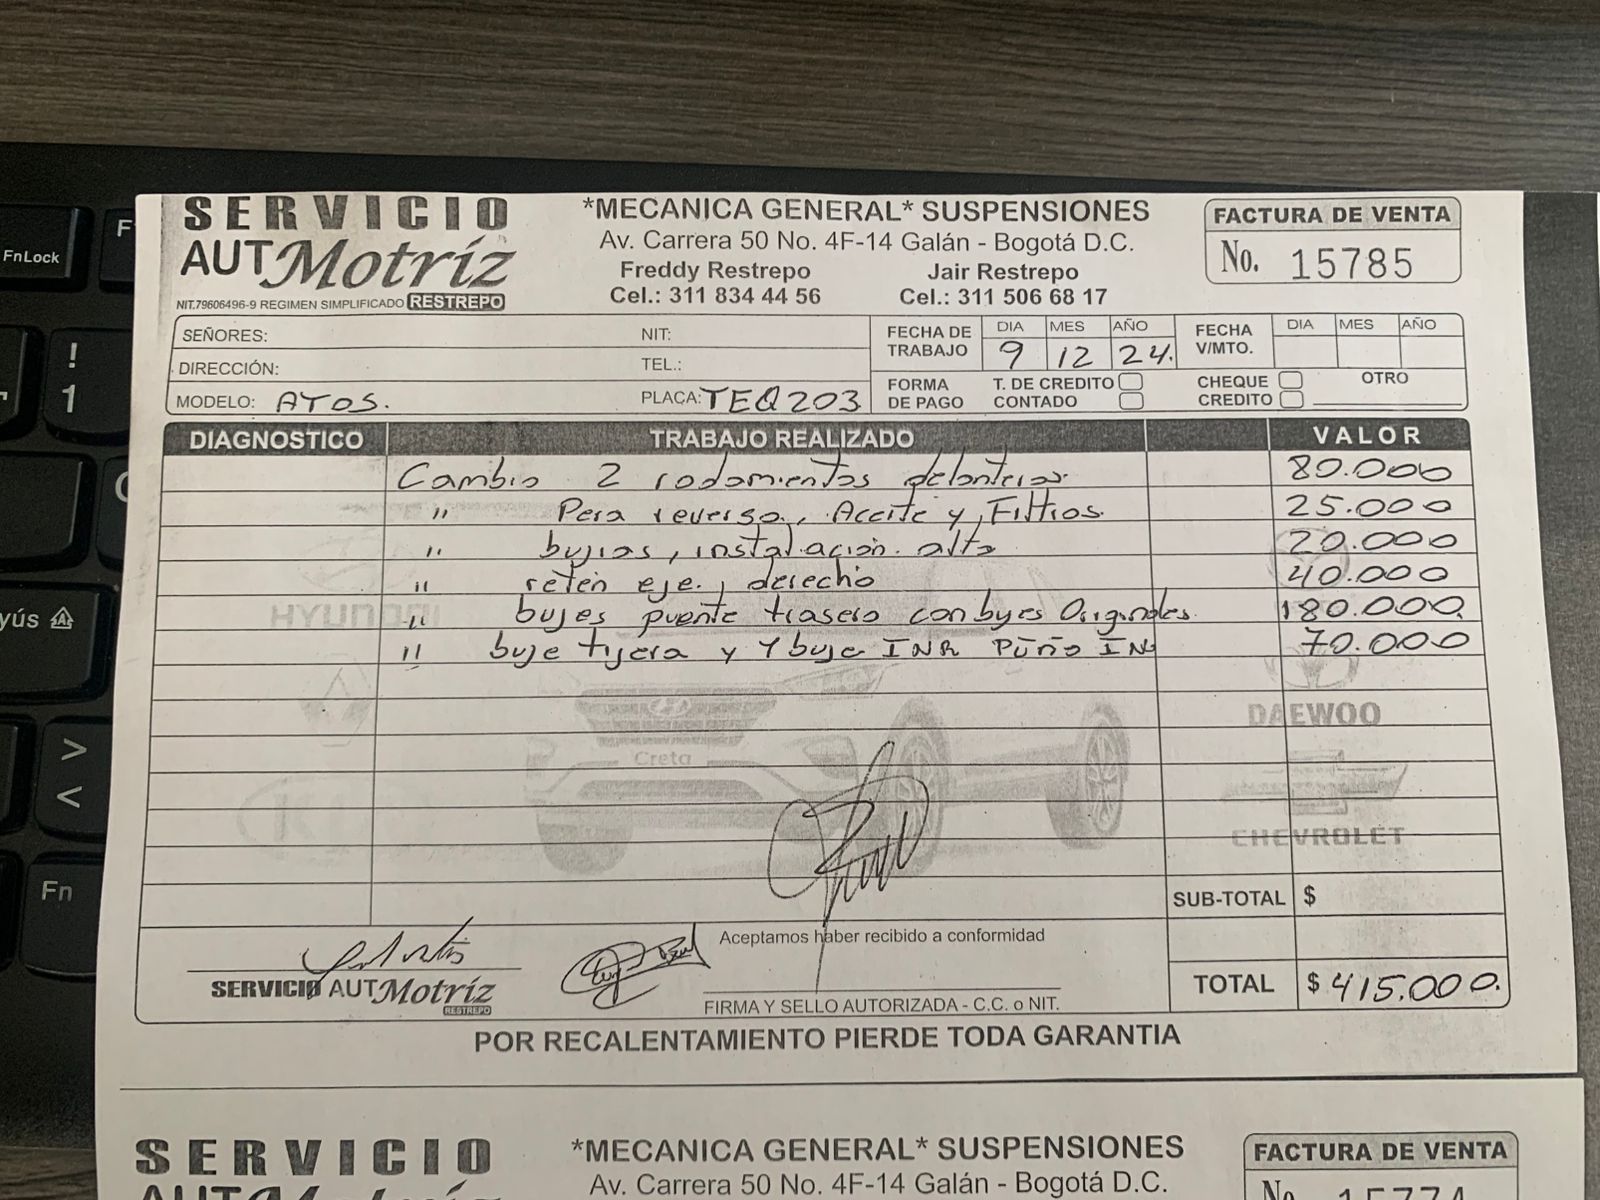 SERVICIO
AUTMotríz
NIT.79606496-9 REGIMEN SIMPLIFICADO RESTREPO
*MECANICA GENERAL* SUSPENSIONES
Av. Carrera 50 No. 4F-14 Galán - Bogotá D.C.
Freddy Restrepo Jair Restrepo
Cel.: 311 834 44 56 Cel.: 311 506 68 17
FACTURA DE VENTA
No. 15785
SEÑORES: NIT:
DIRECCIÓN: TEL.:
MODELO: ATOS. PLACA: TEQ203
FECHA DE TRABAJO DIA MES AÑO
9 12 24.
FECHA V/MTO. DIA MES AÑO
FORMA DE PAGO T. DE CREDITO CHEQUE OTRO
CONTADO CREDITO
DIAGNOSTICO TRABAJO REALIZADO VALOR
Cambio 2 rodamientos delanteros 80.000
" Pera reverso, Aceite y Filtros. 25.000
" bujias, instalación. alta 20.000
" retén eje, derecho 40.000
" bujes puente trasero con bujes Originales. 180.000
" buje tijera y 1 buje INR Puño IN 70.000
HYUNDAI
DAEWOO
Creta
KIA
CHEVROLET
SUB-TOTAL $
Aceptamos haber recibido a conformidad
SERVICIO AUTMotríz
RESTREPO
FIRMA Y SELLO AUTORIZADA - C.C. o NIT.
TOTAL $ 415.000.
POR RECALENTAMIENTO PIERDE TODA GARANTIA
SERVICIO
*MECANICA GENERAL* SUSPENSIONES
Av. Carrera 50 No. 4F-14 Galán - Bogotá D.C.
FACTURA DE VENTA
No. 15774
FnLock
F
!
1
>
<
Fn